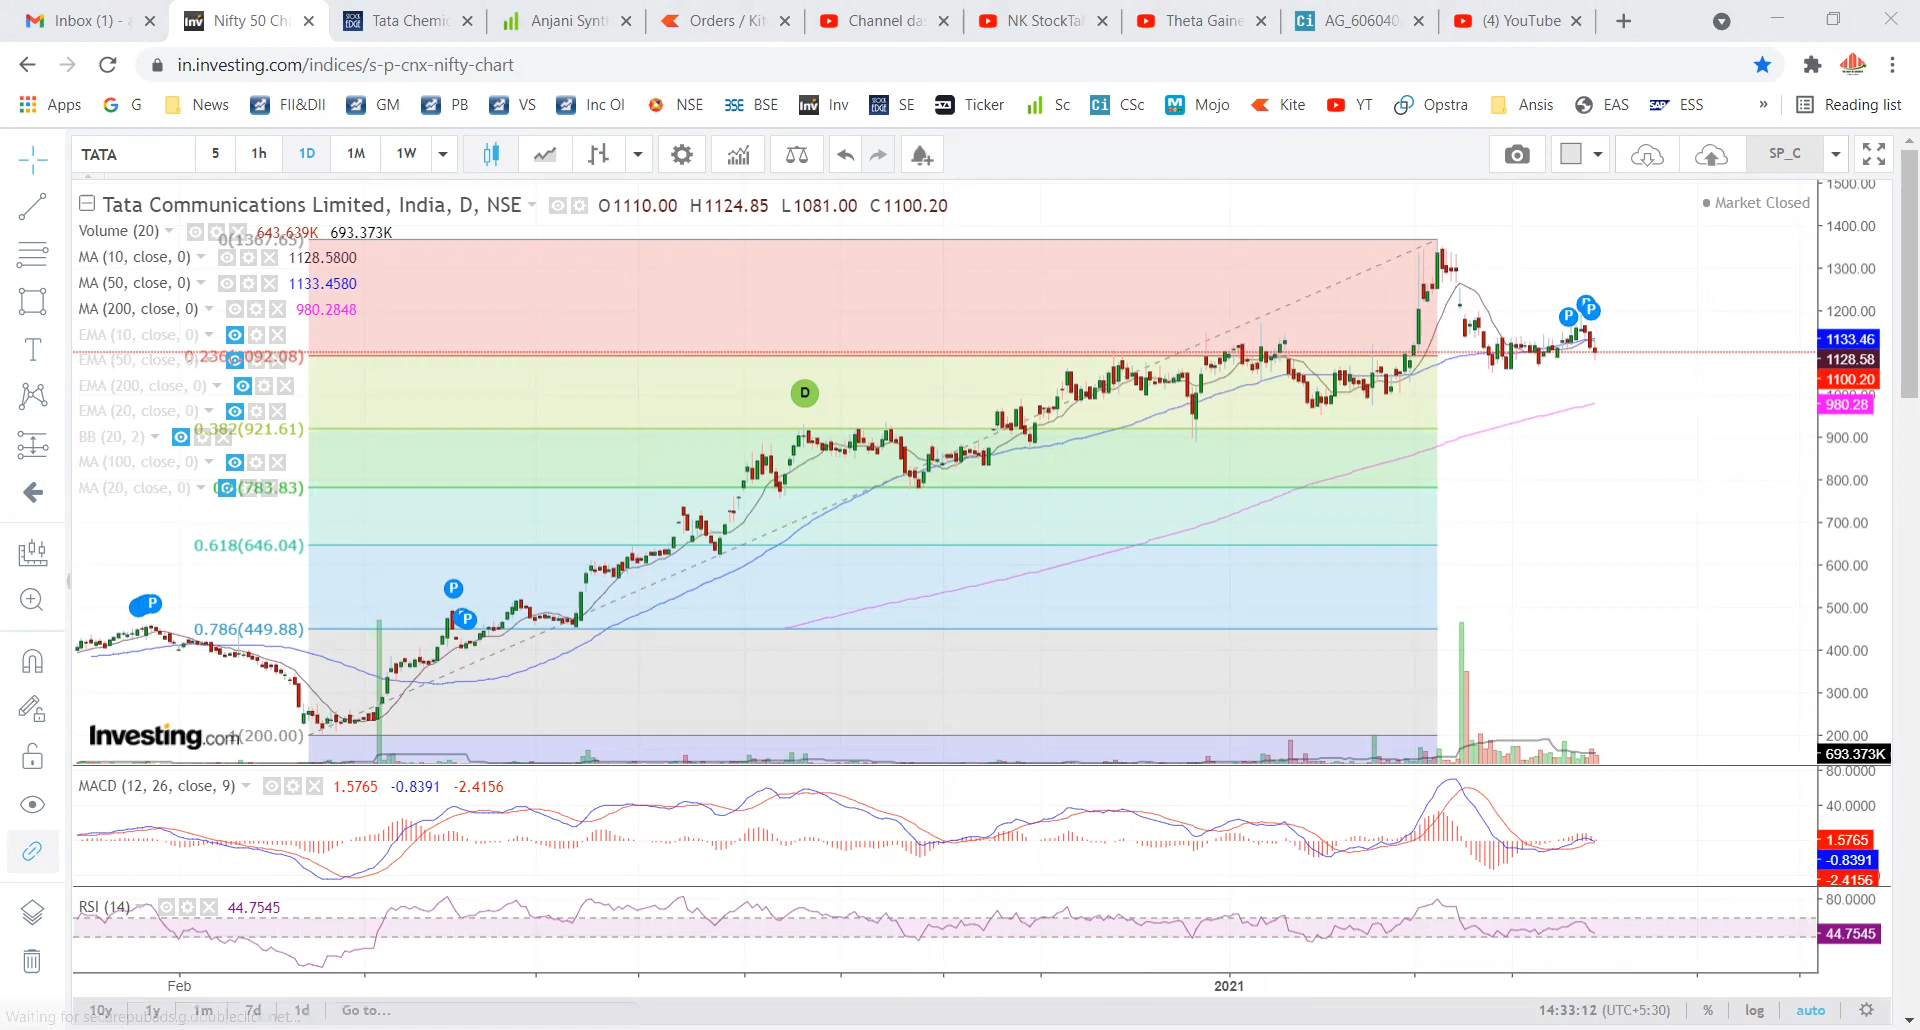 Inbox (1) - a
Nifty 50 Ch
Tata Chemic
Anjani Synt
Orders / Kit
Channel das
NK StockTal
Theta Gaine
AG_606040
(4) YouTube
in.investing.com/indices/s-p-cnx-nifty-chart
Apps G News FII&DII GM PB VS Inc OI NSE BSE Inv SE Ticker Sc CSc Mojo Kite YT Opstra Ansis EAS ESS » Reading list
TATA 5 1h 1D 1M 1W SP_C
Tata Communications Limited, India, D, NSE O1110.00 H1124.85 L1081.00 C1100.20
Market Closed
Volume (20) 643.639K 693.373K
0(1367.65)
MA (10, close, 0) 1128.5800
MA (50, close, 0) 1133.4580
MA (200, close, 0) 980.2848
EMA (10, close, 0)
EMA (50, close, 0)
0.236(1092.08)
EMA (200, close, 0)
EMA (20, close, 0)
BB (20, 2)
0.382(921.61)
MA (100, close, 0)
MA (20, close, 0)
0.618(646.04)
0.786(449.88)
1(200.00)
D
P
P
P
P
P
Investing.com
1500.00
1400.00
1300.00
1200.00
1133.46
1128.58
1100.20
980.28
900.00
800.00
700.00
600.00
500.00
400.00
300.00
200.00
693.373K
MACD (12, 26, close, 9) 1.5765 -0.8391 -2.4156
80.0000
40.0000
1.5765
-0.8391
-2.4156
RSI (14) 44.7545
80.0000
44.7545
Feb 2021
10y 1y 1m 7d 1d Go to... 14:33:12 (UTC+5:30) % log auto
Waiting for securepubads.g.doubleclick.net...